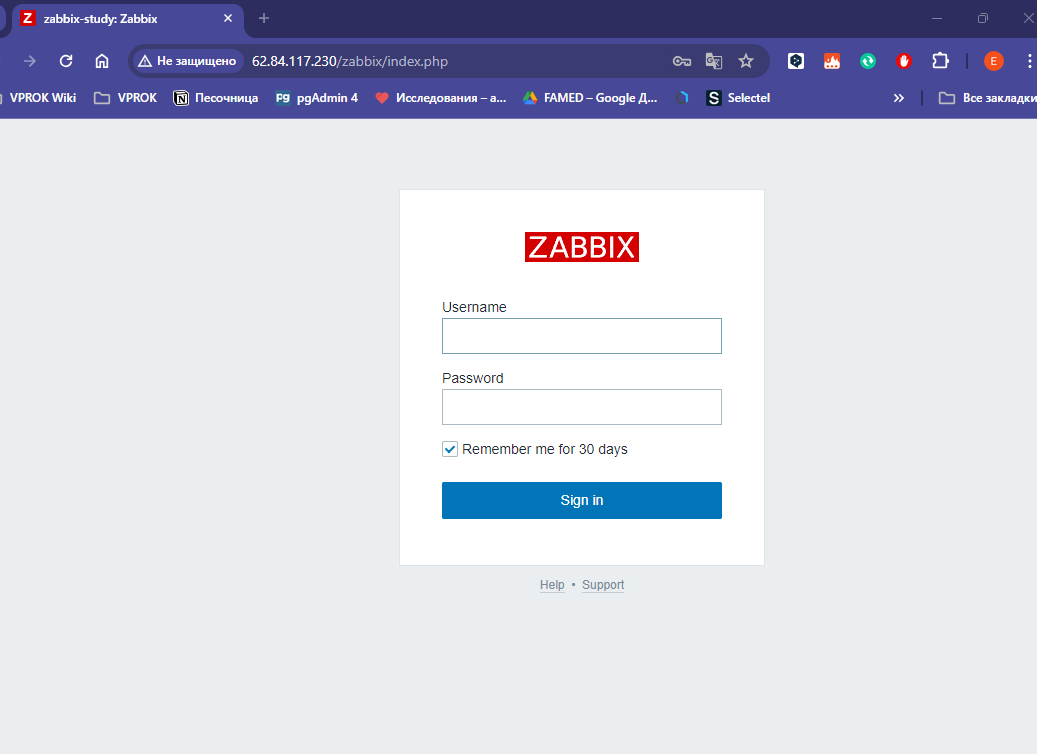 Z zabbix-study: Zabbix
Не защищено 62.84.117.230/zabbix/index.php E
VPROK Wiki VPROK Песочница Pg pgAdmin 4 Исследования – а... FAMED – Google Д... S Selectel » Все закладки
ZABBIX
Username
Password
Remember me for 30 days
Sign in
Help • Support